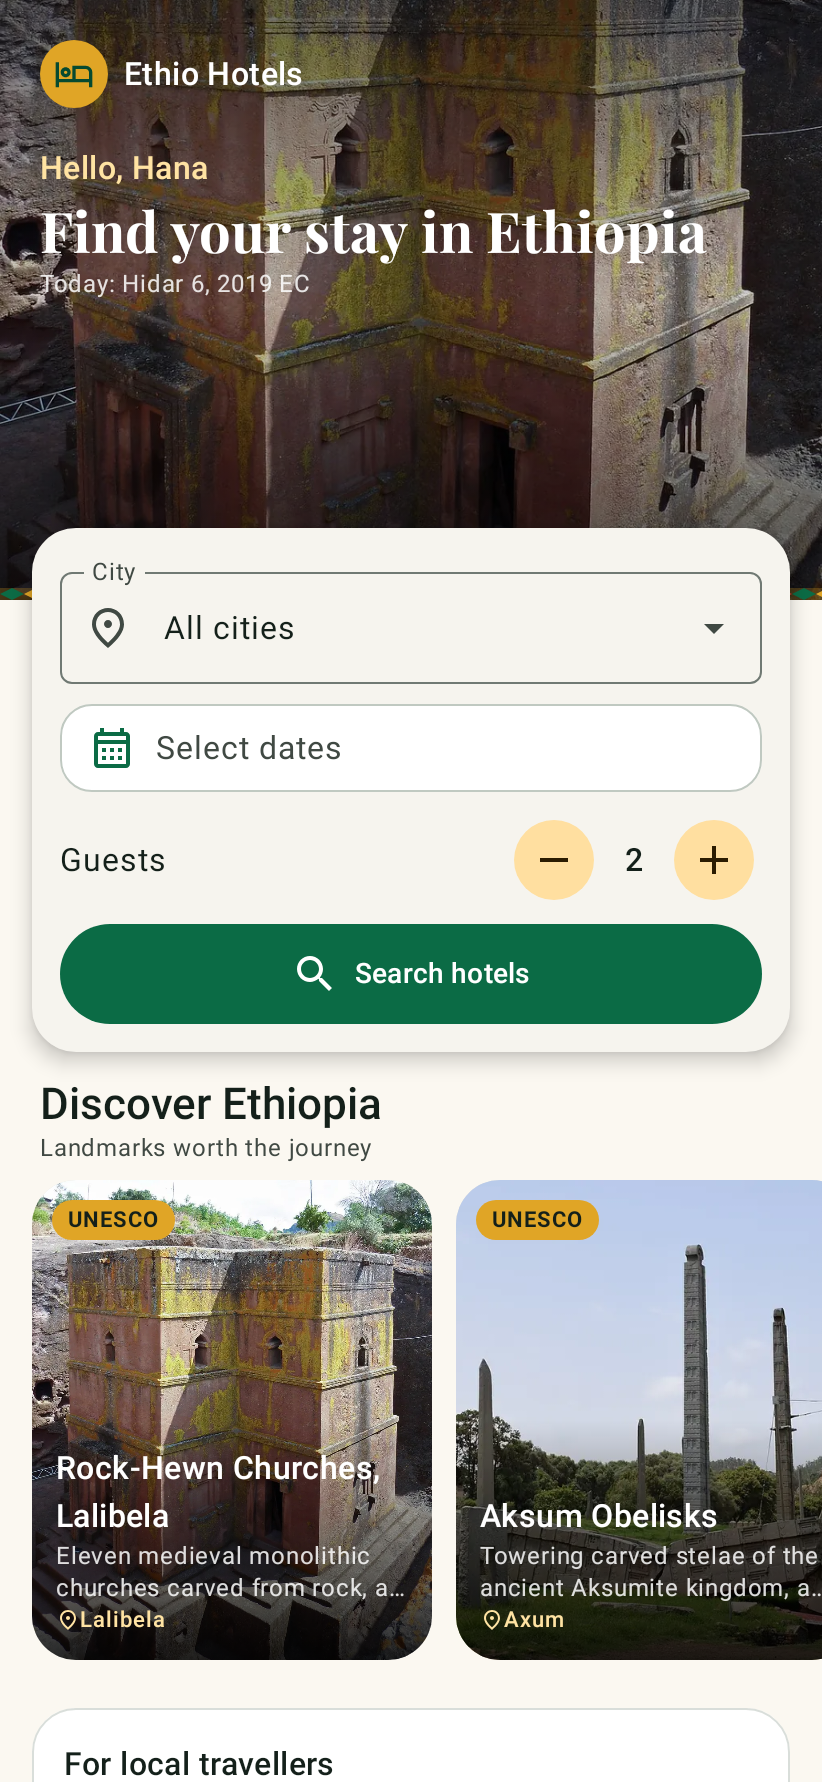 Ethio Hotels
Hello, Hana
Find your stay in Ethiopia
Today: Hidar 6, 2019 EC
City
All cities
Select dates
Guests
2
Search hotels
Discover Ethiopia
Landmarks worth the journey
UNESCO
Rock-Hewn Churches,
Lalibela
Eleven medieval monolithic
churches carved from rock, a…
Lalibela
UNESCO
Aksum Obelisks
Towering carved stelae of the
ancient Aksumite kingdom, a…
Axum
For local travellers